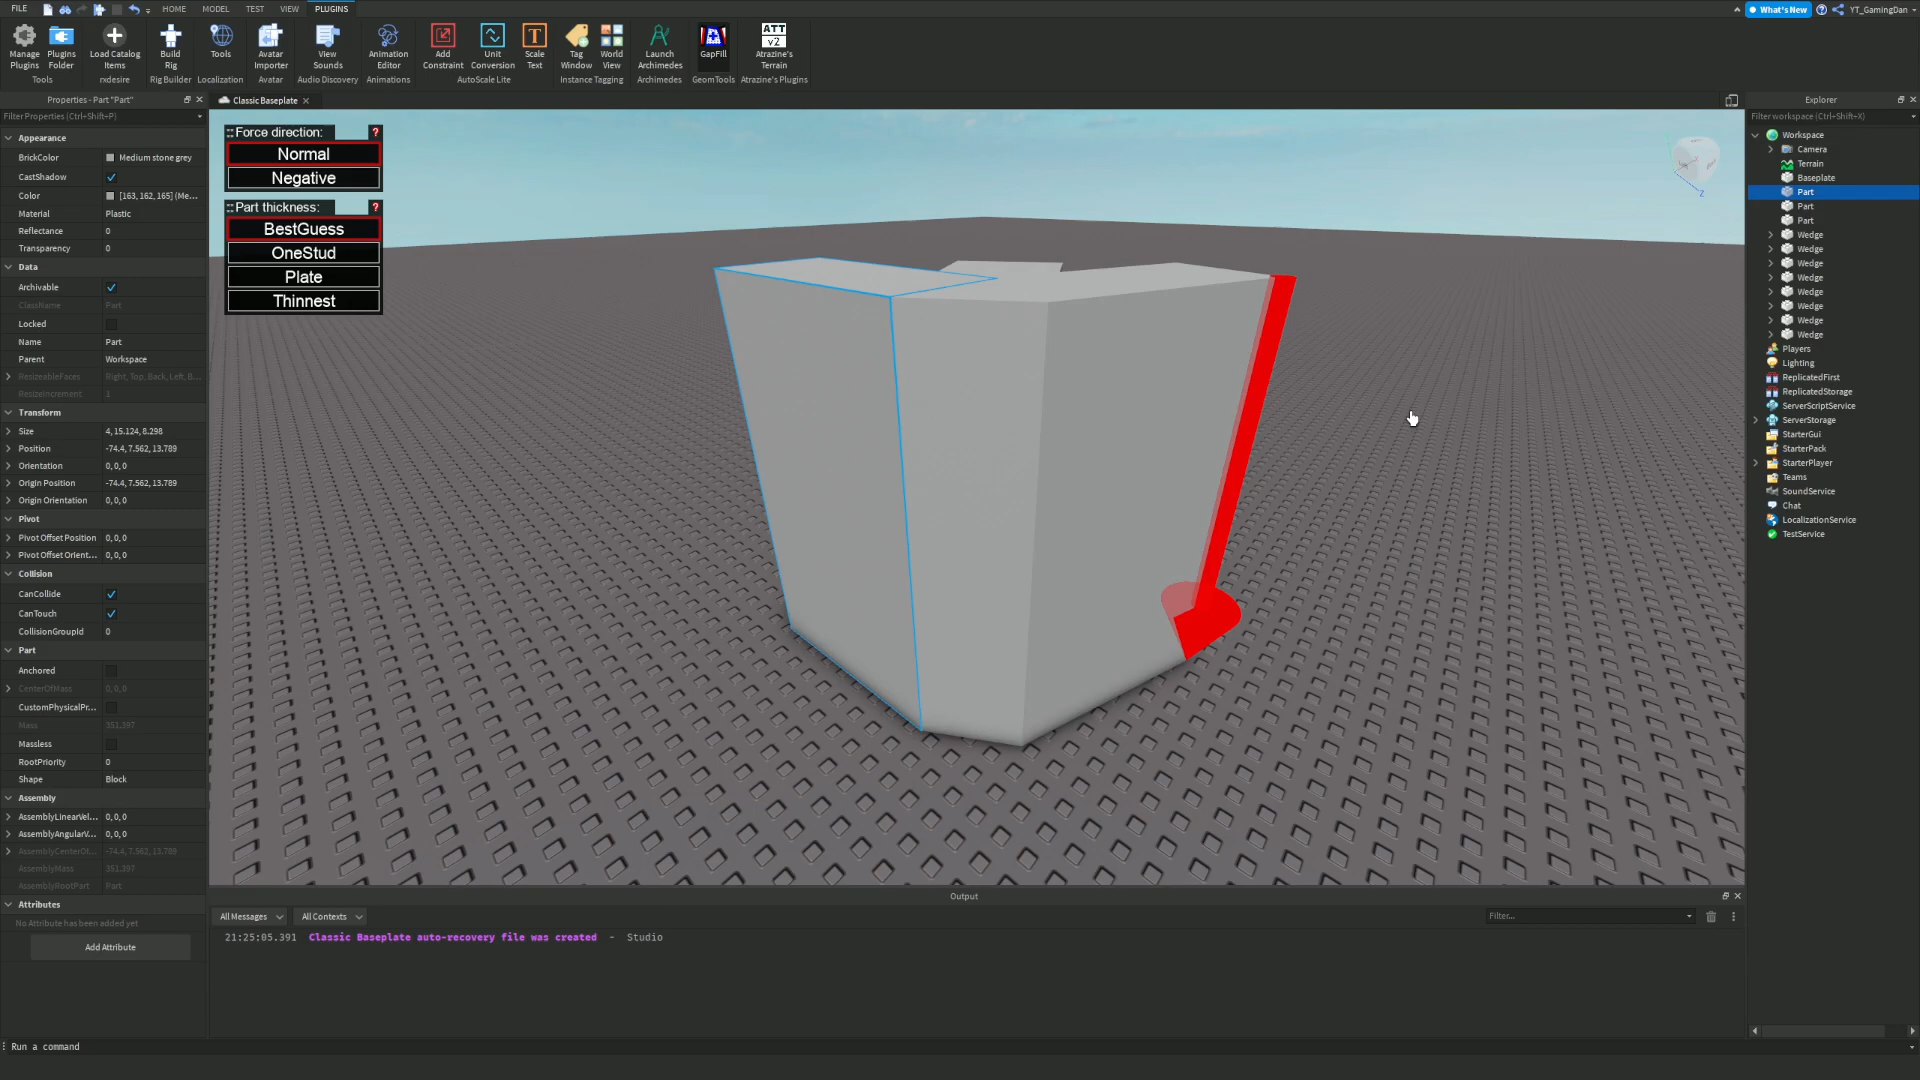 FILE
HOME
MODEL
TEST
VIEW
PLUGINS
What's New
YT_GamingDan
Manage Plugins
Plugins Folder
Load Catalog Items
Build Rig
Tools
Avatar Importer
View Sounds
Animation Editor
Add Constraint
Unit Conversion
Scale Text
Tag Window
World View
Launch Archimedes
GapFill
ATT v2
Atrazine's Terrain
Tools
rxdesire
Rig Builder
Localization
Avatar
Audio Discovery
Animations
AutoScale Lite
Instance Tagging
Archimedes
GeomTools
Atrazine's Plugins
Properties - Part "Part"
Filter Properties (Ctrl+Shift+P)
Appearance
BrickColor Medium stone grey
CastShadow
Color [163, 162, 165] (Me...
Material Plastic
Reflectance 0
Transparency 0
Data
Archivable
ClassName Part
Locked
Name Part
Parent Workspace
ResizeableFaces Right, Top, Back, Left, B...
ResizeIncrement 1
Transform
Size 4, 15.124, 8.298
Position -74.4, 7.562, 13.789
Orientation 0, 0, 0
Origin Position -74.4, 7.562, 13.789
Origin Orientation 0, 0, 0
Pivot
Pivot Offset Position 0, 0, 0
Pivot Offset Orient... 0, 0, 0
Collision
CanCollide
CanTouch
CollisionGroupId 0
Part
Anchored
CenterOfMass 0, 0, 0
CustomPhysicalPr...
Mass 351.397
Massless
RootPriority 0
Shape Block
Assembly
AssemblyLinearVel... 0, 0, 0
AssemblyAngularV... 0, 0, 0
AssemblyCenterOf... -74.4, 7.562, 13.789
AssemblyMass 351.397
AssemblyRootPart Part
Attributes
No Attribute has been added yet
Add Attribute
Classic Baseplate
Force direction: ?
Normal
Negative
Part thickness: ?
BestGuess
OneStud
Plate
Thinnest
Z
Output
All Messages
All Contexts
Filter...
21:25:05.391 Classic Baseplate auto-recovery file was created - Studio
Explorer
Filter workspace (Ctrl+Shift+X)
Workspace
Camera
Terrain
Baseplate
Part
Part
Part
Wedge
Wedge
Wedge
Wedge
Wedge
Wedge
Wedge
Wedge
Players
Lighting
ReplicatedFirst
ReplicatedStorage
ServerScriptService
ServerStorage
StarterGui
StarterPack
StarterPlayer
Teams
SoundService
Chat
LocalizationService
TestService
Run a command